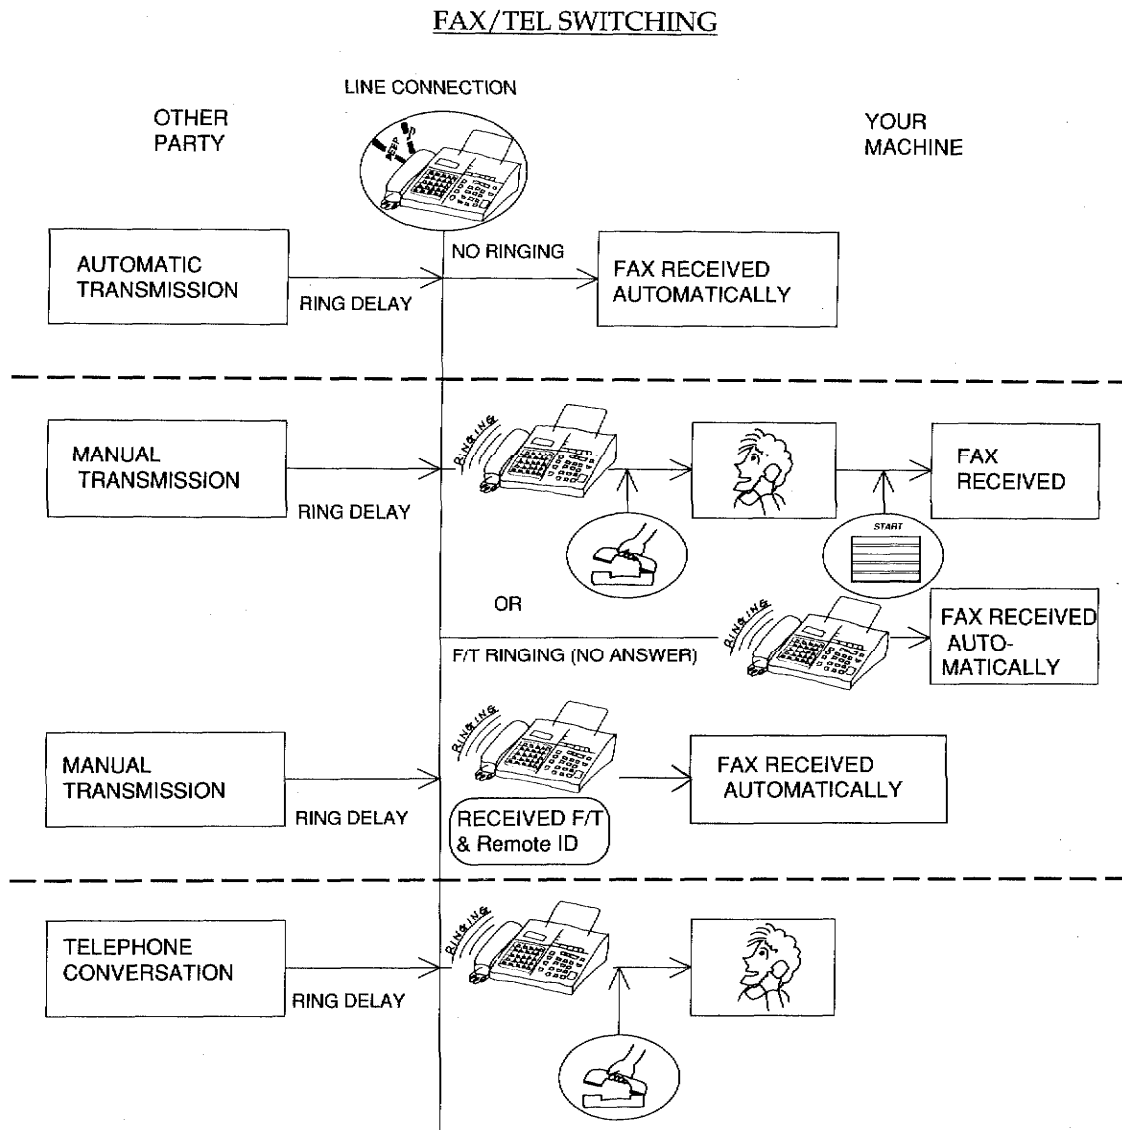 FAX/TEL SWITCHING
LINE CONNECTION
OTHER
PARTY
YOUR
MACHINE
BEEP
AUTOMATIC
TRANSMISSION
RING DELAY
NO RINGING
FAX RECEIVED
AUTOMATICALLY
MANUAL
TRANSMISSION
RING DELAY
RINGING
START
FAX
RECEIVED
OR
F/T RINGING (NO ANSWER)
RINGING
FAX RECEIVED
AUTO-
MATICALLY
MANUAL
TRANSMISSION
RING DELAY
RINGING
RECEIVED F/T
& Remote ID
FAX RECEIVED
AUTOMATICALLY
TELEPHONE
CONVERSATION
RING DELAY
RINGING